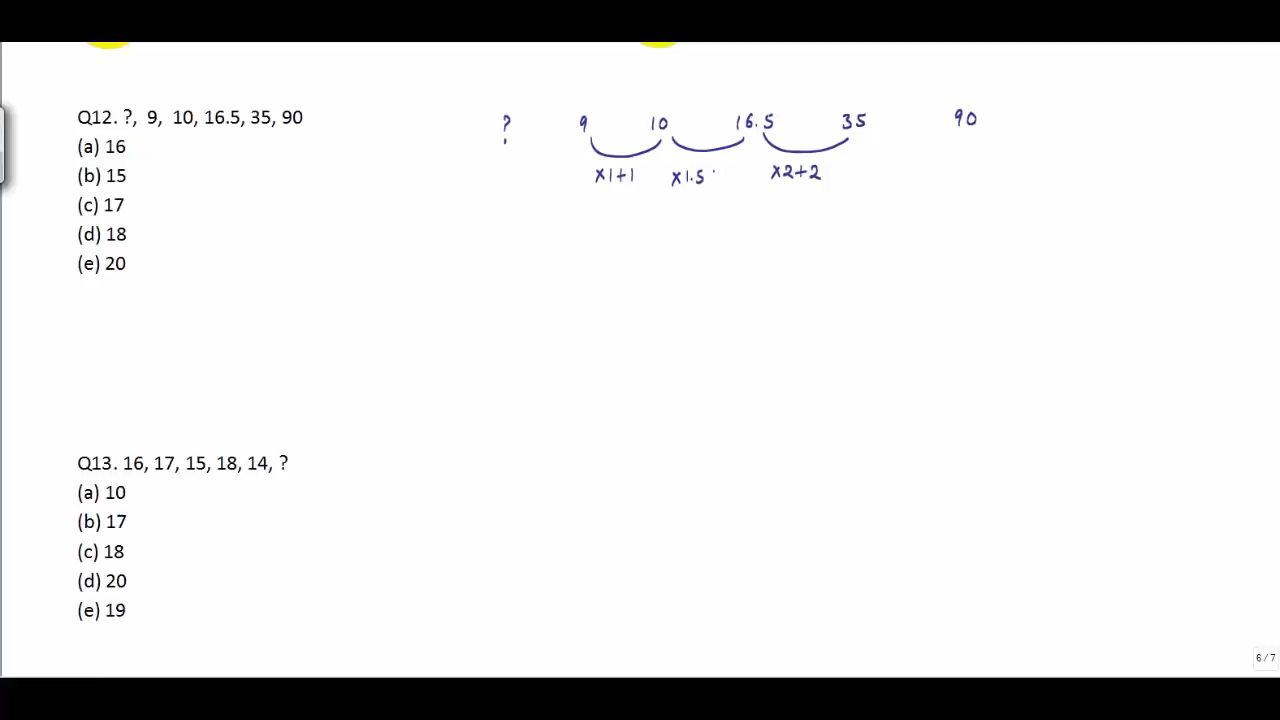 Q12. ?, 9, 10, 16.5, 35, 90
(a) 16
(b) 15
(c) 17
(d) 18
(e) 20
? 9 10 16.5 35 90
x1+1 x1.5 x2+2
Q13. 16, 17, 15, 18, 14, ?
(a) 10
(b) 17
(c) 18
(d) 20
(e) 19
6/7